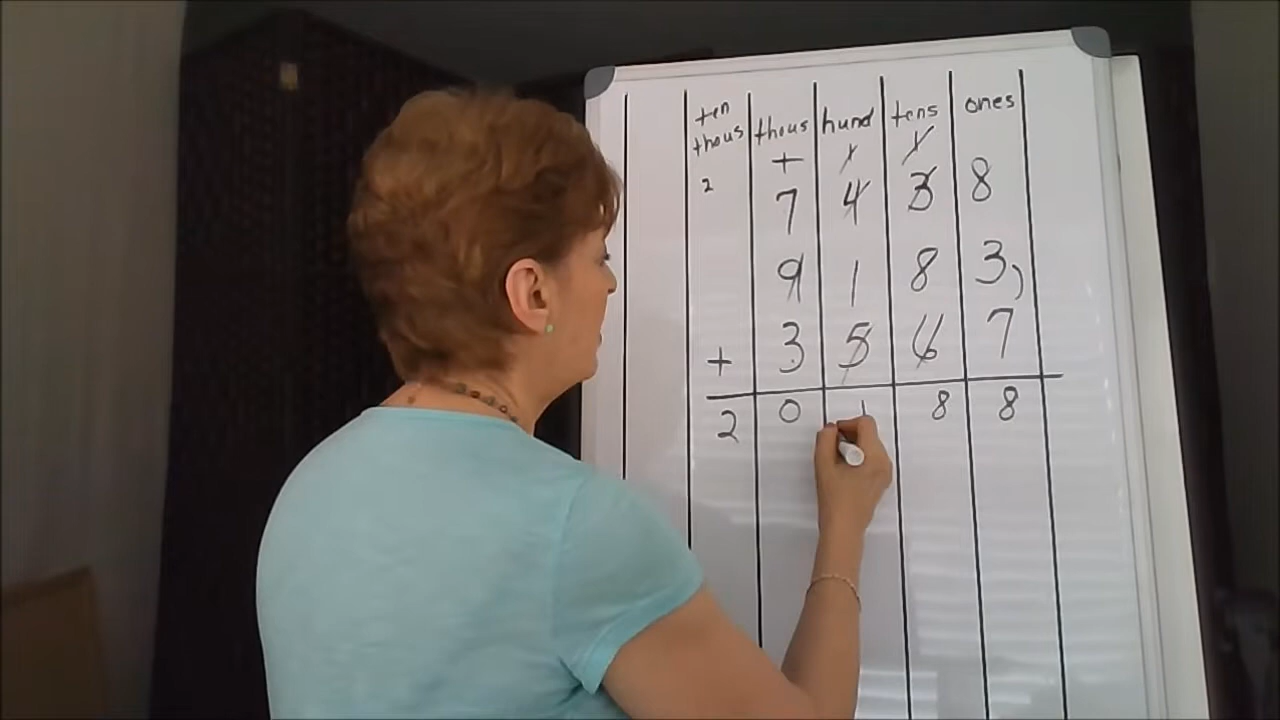 ten thous thous hund tens ones
+ 1 1
2 7 4 3 8
9 1 8 3,
+ 3 5 6 7
2 0 1 8 8